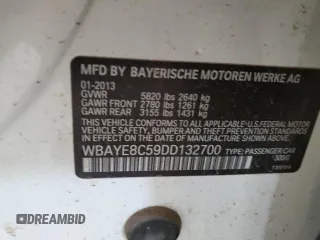 MFD BY BAYERISCHE MOTOREN WERKE AG
01-2013
GVWR 5820 lbs 2640 kg
GAWR FRONT 2780 lbs 1261 kg
GAWR REAR 3155 lbs 1431 kg
THIS VEHICLE CONFORMS TO ALL APPLICABLE U.S. FEDERAL MOTOR
VEHICLE SAFETY, BUMPER, AND THEFT PREVENTION STANDARDS
IN EFFECT ON THE DATE OF MANUFACTURE SHOWN ABOVE.
WBAYE8C59DD132700 TYPE: PASSENGER CAR
300/